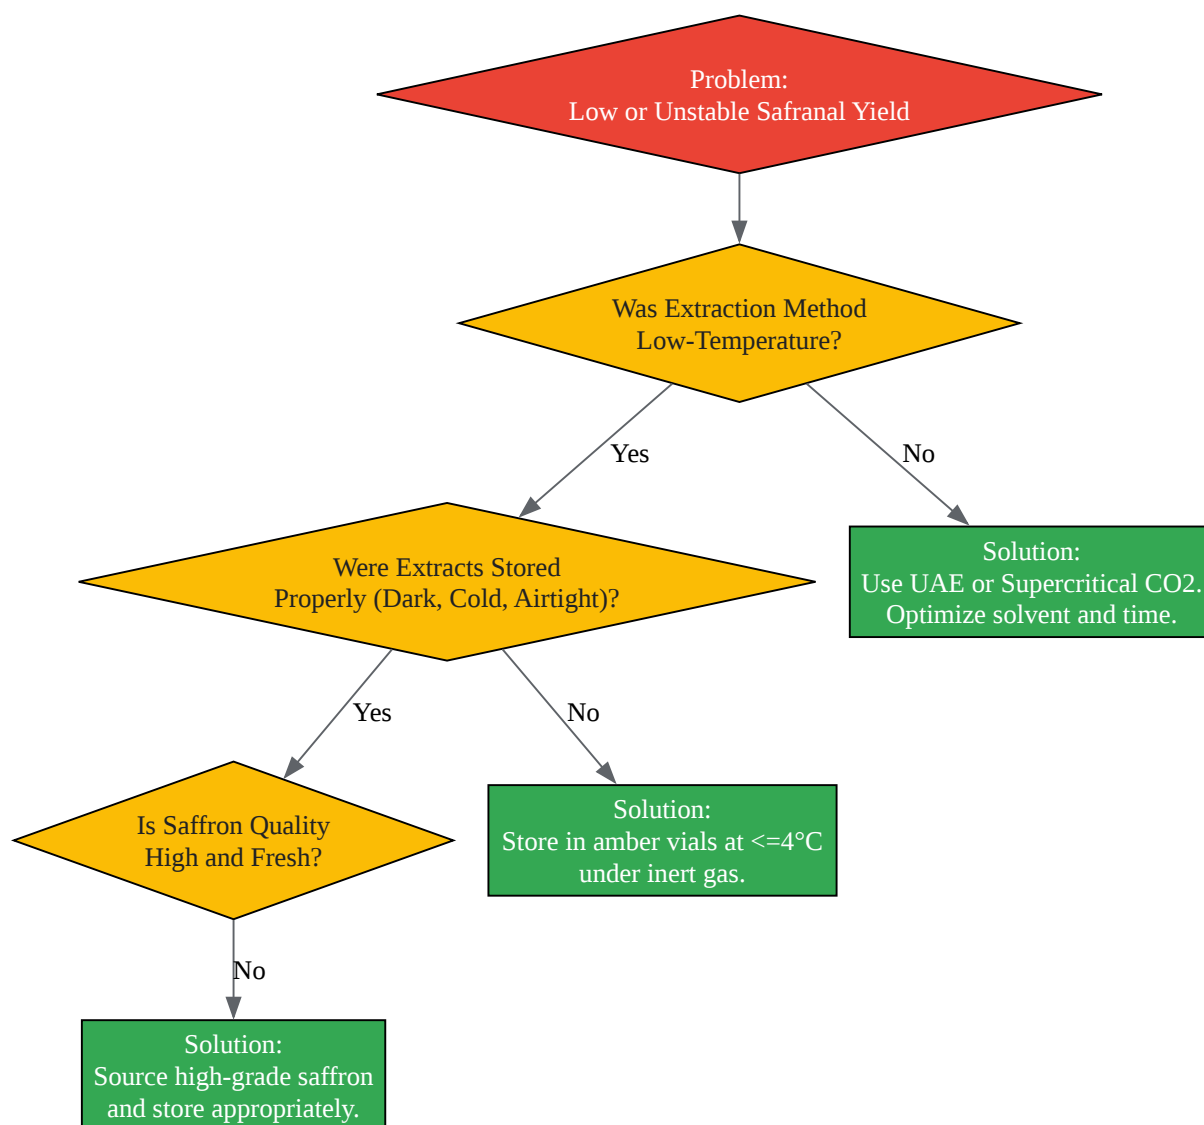 Problem:
Low or Unstable Safranal Yield
Was Extraction Method
Low-Temperature?
Yes
No
Were Extracts Stored
Properly (Dark, Cold, Airtight)?
Solution:
Use UAE or Supercritical CO2.
Optimize solvent and time.
Yes
No
Is Saffron Quality
High and Fresh?
Solution:
Store in amber vials at <=4°C
under inert gas.
No
Solution:
Source high-grade saffron
and store appropriately.